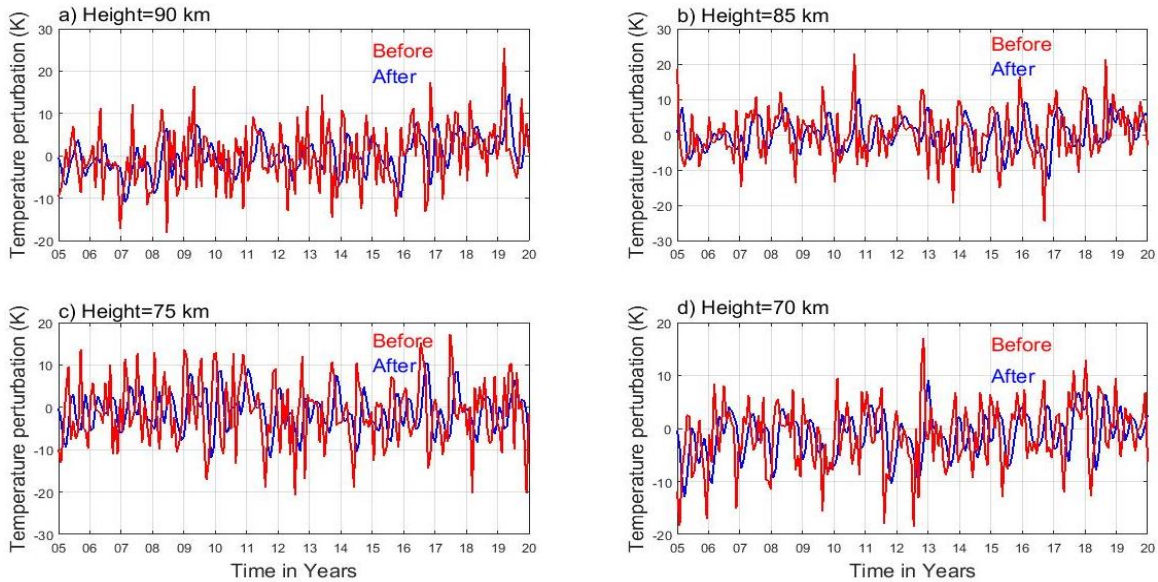 a) Height=90 km
Temperature perturbation (K)
30
20
10
0
-10
-20
Before
After
05 06 07 08 09 10 11 12 13 14 15 16 17 18 19 20
b) Height=85 km
Temperature perturbation (K)
30
20
10
0
-10
-20
-30
Before
After
05 06 07 08 09 10 11 12 13 14 15 16 17 18 19 20
c) Height=75 km
Temperature perturbation (K)
20
10
0
-10
-20
-30
Before
After
05 06 07 08 09 10 11 12 13 14 15 16 17 18 19 20
Time in Years
d) Height=70 km
Temperature perturbation (K)
20
10
0
-10
-20
Before
After
05 06 07 08 09 10 11 12 13 14 15 16 17 18 19 20
Time in Years